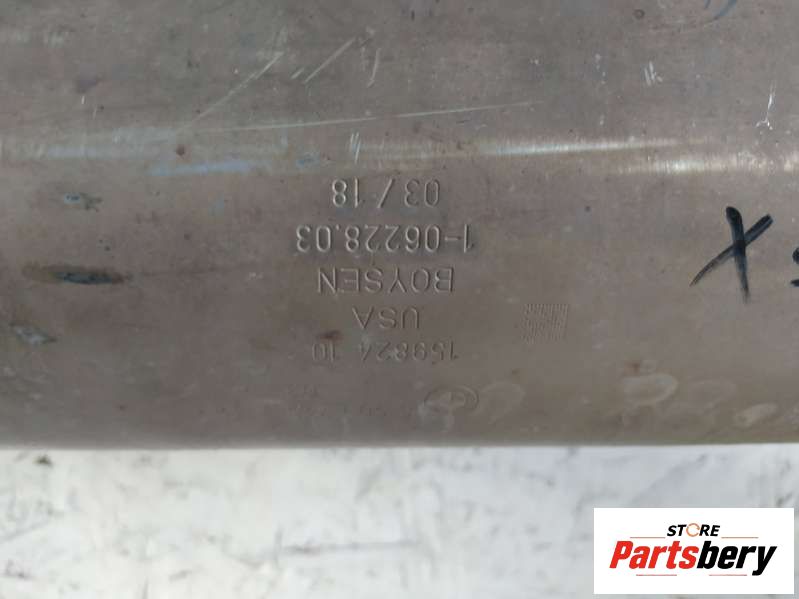 159824 10
USA
BOYSEN
1-06228.03
03/18
X
STORE
Partsbery